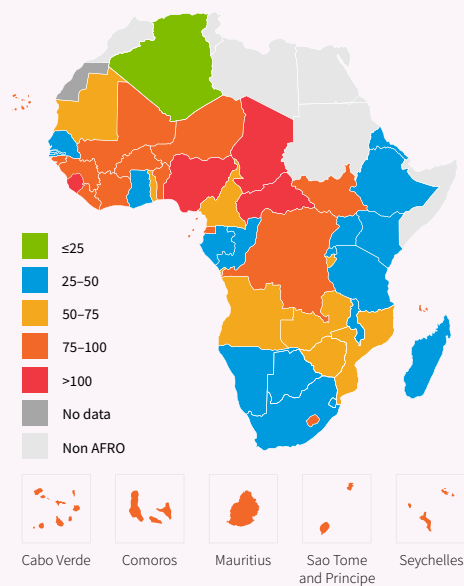 ≤25
25–50
50–75
75–100
>100
No data
Non AFRO
Cabo Verde
Comoros
Mauritius
Sao Tome
and Principe
Seychelles